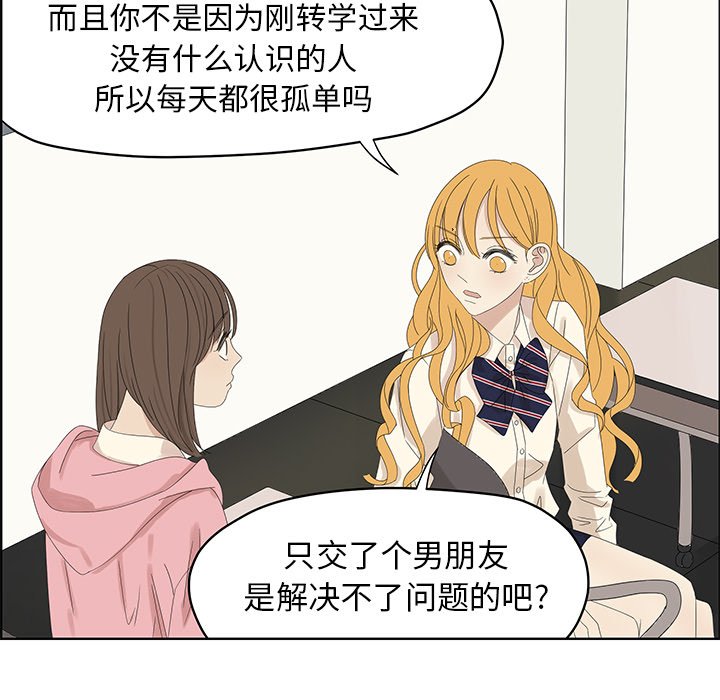 而且你不是因为刚转学过来
没有什么认识的人
所以每天都很孤单吗
只交了个男朋友
是解决不了问题的吧?